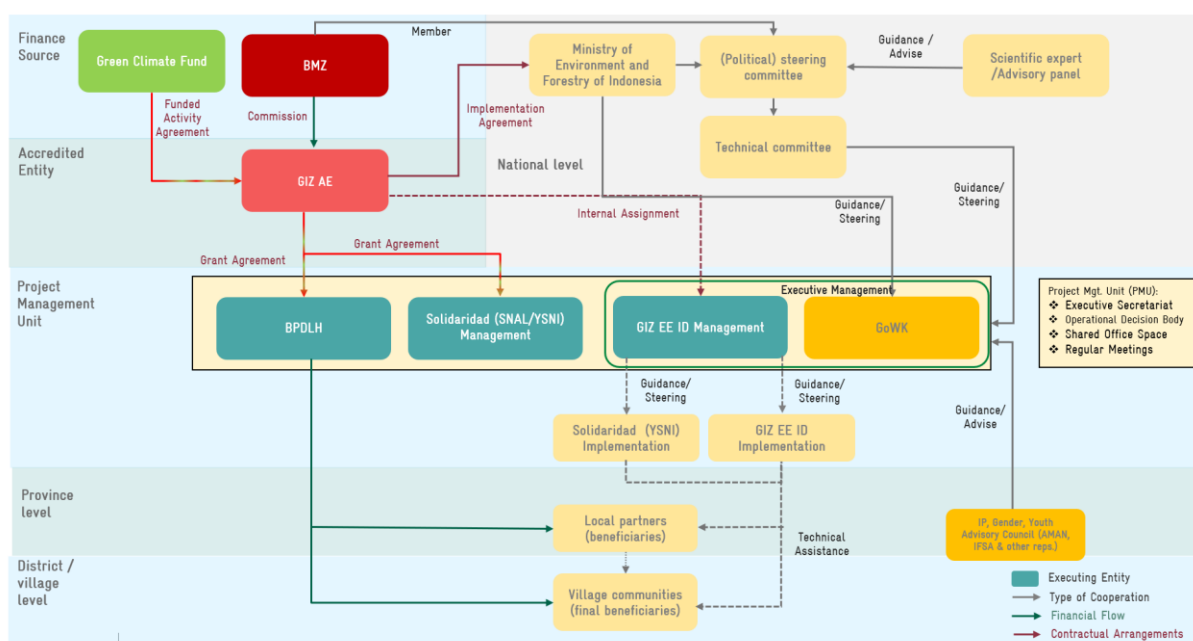 Finance
Source
Green Climate Fund
BMZ
Member
Ministry of
Environment and
Forestry of Indonesia
(Political) steering
committee
Guidance /
Advise
Scientific expert
/Advisory panel
Funded
Activity
Agreement
Commission
Implementation
Agreement
Accredited
Entity
GIZ AE
National level
Technical committee
Internal Assignment
Guidance/
Steering
Guidance/
Steering
Grant Agreement
Grant Agreement
Project
Management
Unit
Executive Management
BPDLH
Solidaridad (SNAL/YSNI)
Management
GIZ EE ID Management
GoWK
Project Mgt. Unit (PMU):
❖ Executive Secretariat
❖ Operational Decision Body
❖ Shared Office Space
❖ Regular Meetings
Guidance/
Steering
Guidance/
Steering
Guidance/
Advise
Solidaridad (YSNI)
Implementation
GIZ EE ID
Implementation
Province
level
Local partners
(beneficiaries)
Technical
Assistance
IP, Gender, Youth
Advisory Council (AMAN,
IFSA & other reps.)
District /
village
level
Village communities
(final beneficiaries)
Executing Entity
Type of Cooperation
Financial Flow
Contractual Arrangements